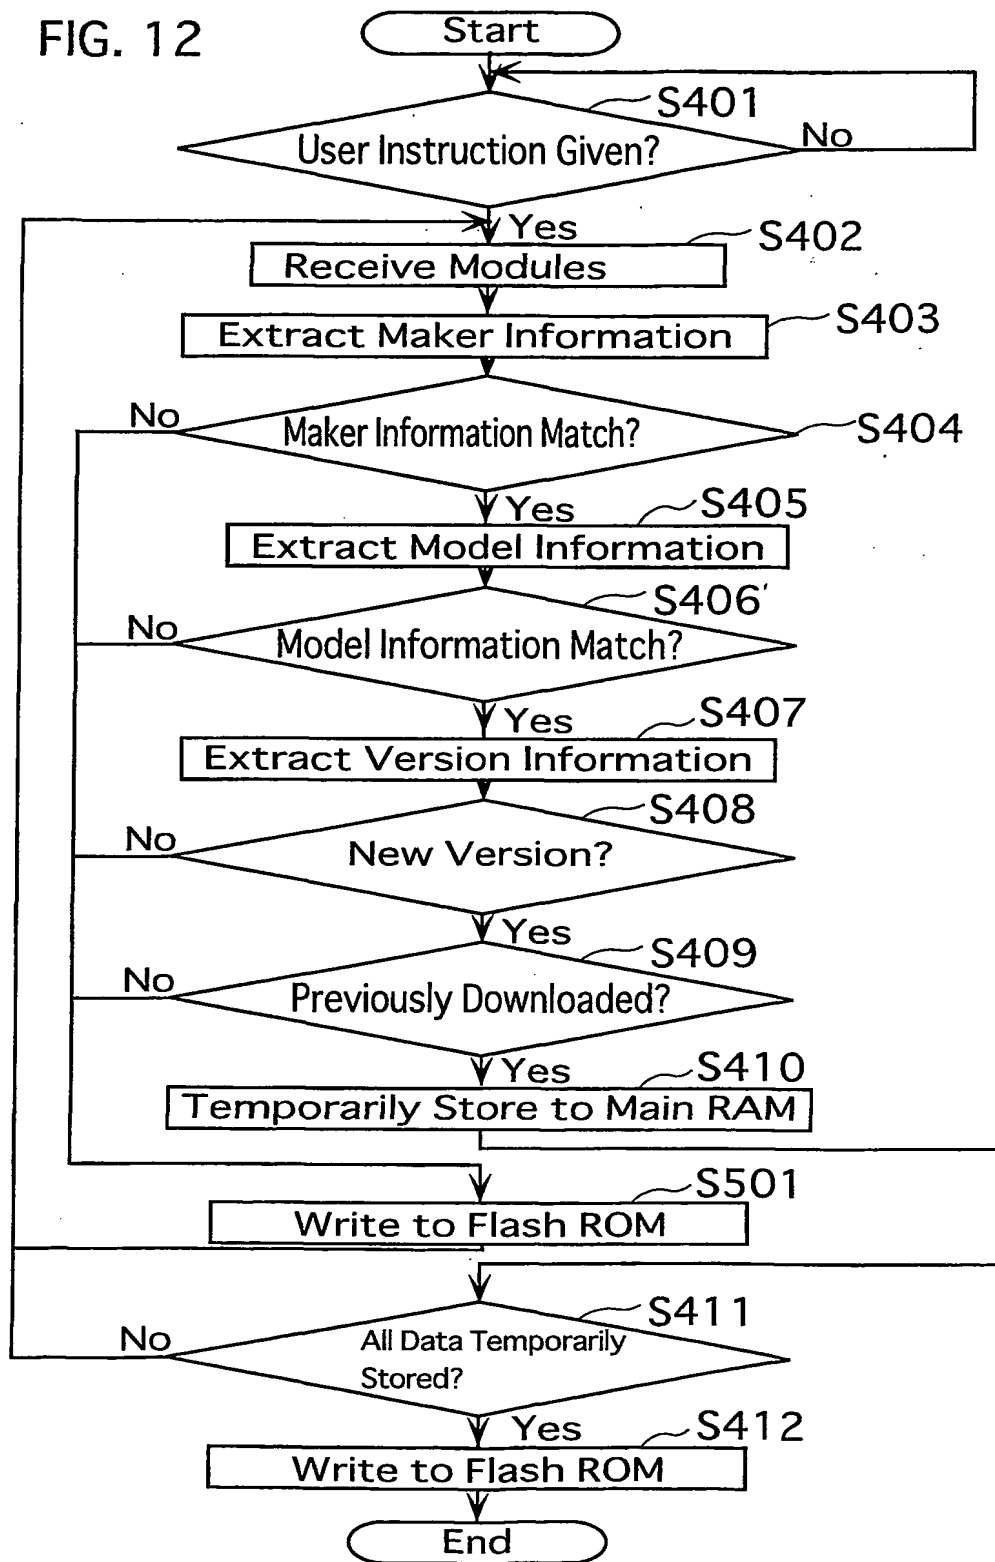 FIG. 12
Start
S401
User Instruction Given?
No
Yes
S402
Receive Modules
S403
Extract Maker Information
No
Maker Information Match?
S404
Yes
S405
Extract Model Information
S406
No
Model Information Match?
Yes
S407
Extract Version Information
S408
No
New Version?
Yes
S409
No
Previously Downloaded?
Yes
S410
Temporarily Store to Main RAM
S501
Write to Flash ROM
S411
No
All Data Temporarily
Stored?
Yes
S412
Write to Flash ROM
End